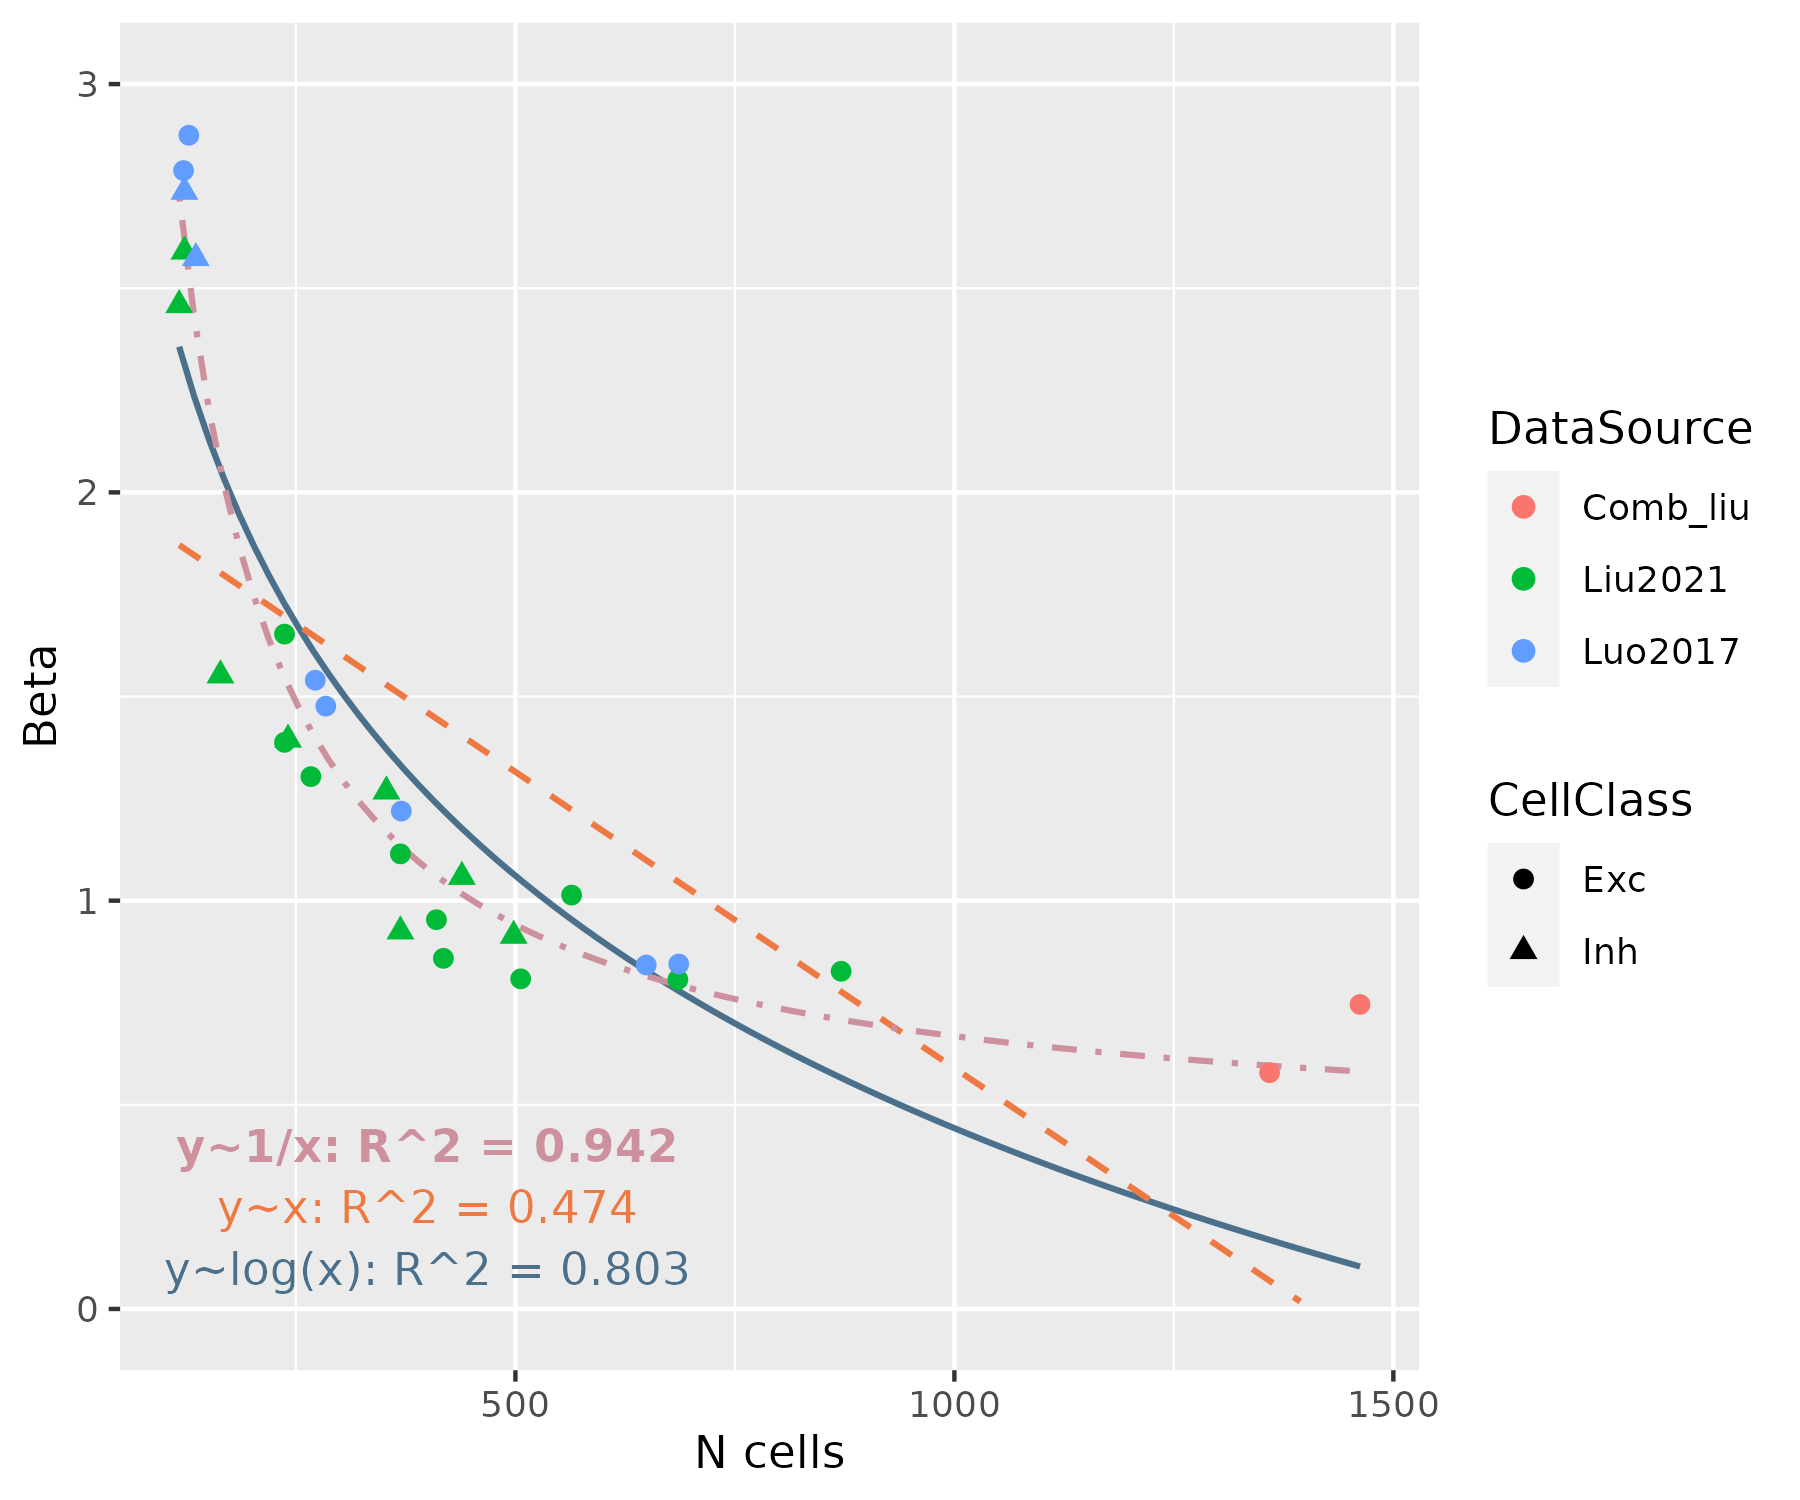 3
2
1
0
Beta
y~1/x: R^2 = 0.942
y~x: R^2 = 0.474
y~log(x): R^2 = 0.803
500
1000
1500
N cells
DataSource
Comb_liu
Liu2021
Luo2017
CellClass
Exc
Inh